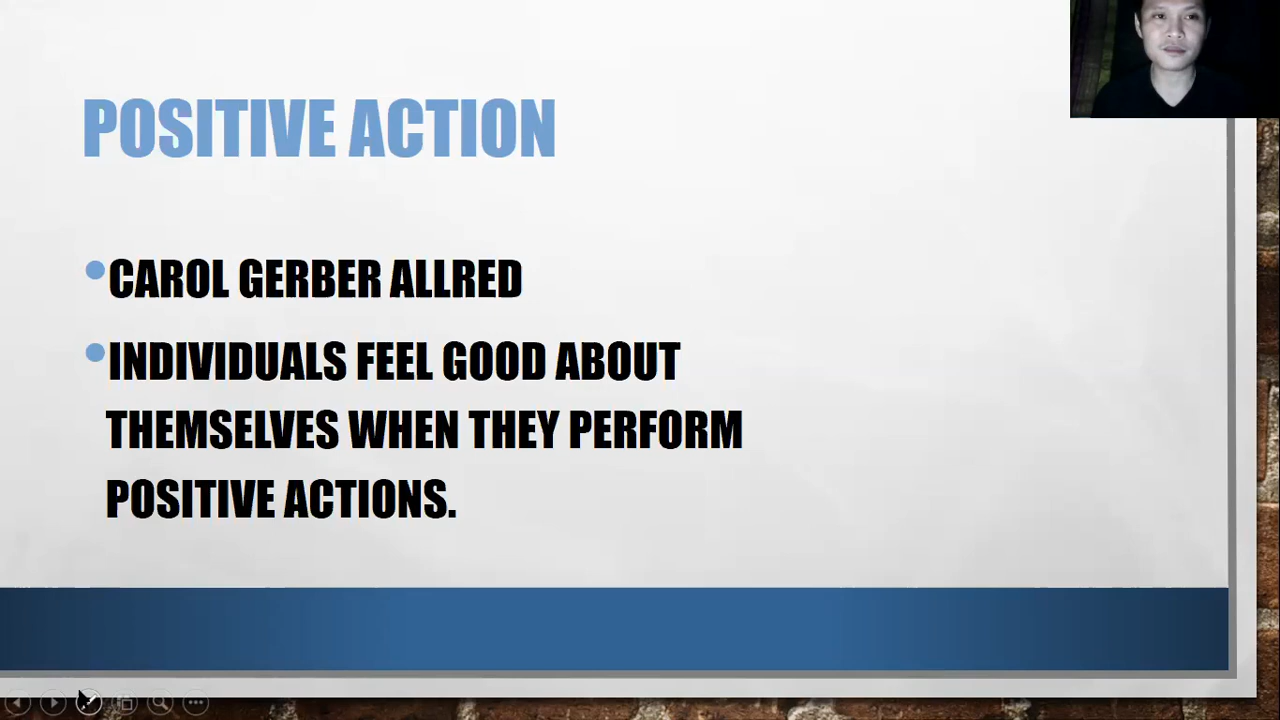 POSITIVE ACTION
•CAROL GERBER ALLRED
•INDIVIDUALS FEEL GOOD ABOUT
THEMSELVES WHEN THEY PERFORM
POSITIVE ACTIONS.